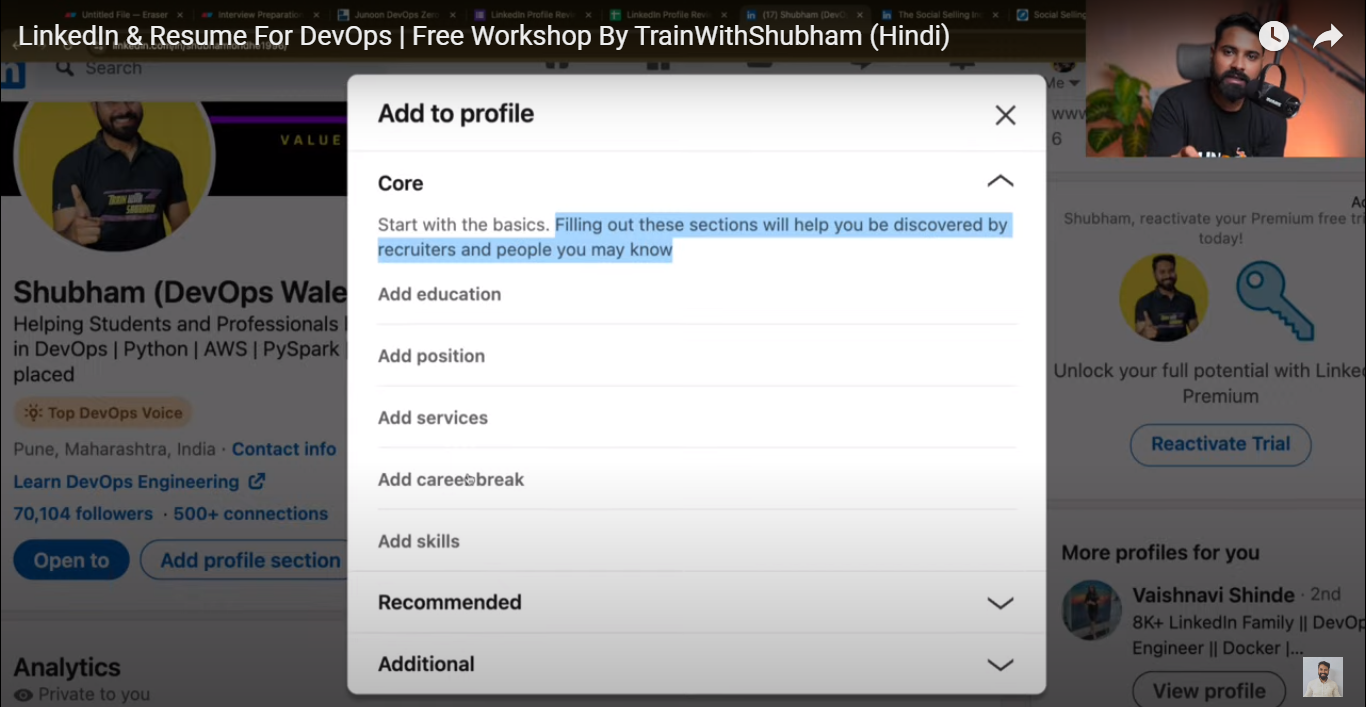 Untitled File — Eraser
Interview Preparation
Junoon DevOps Zero
LinkedIn Profile Revi
LinkedIn Profile Revi
(17) Shubham (DevO
The Social Selling In
Social Selling
LinkedIn & Resume For DevOps | Free Workshop By TrainWithShubham (Hindi)
Search
Me
VALUE
TRAIN WITH
SHUBHAM
Shubham (DevOps Wale
Helping Students and Professionals
in DevOps | Python | AWS | PySpark |
placed
Top DevOps Voice
Pune, Maharashtra, India · Contact info
Learn DevOps Engineering
70,104 followers · 500+ connections
Open to
Add profile section
Analytics
Private to you
Add to profile
Core
Start with the basics. Filling out these sections will help you be discovered by
recruiters and people you may know
Add education
Add position
Add services
Add career break
Add skills
Recommended
Additional
www
6
Shubham, reactivate your Premium free tri
today!
Unlock your full potential with Linke
Premium
Reactivate Trial
More profiles for you
Vaishnavi Shinde · 2nd
8K+ LinkedIn Family || DevOp
Engineer || Docker |...
View profile